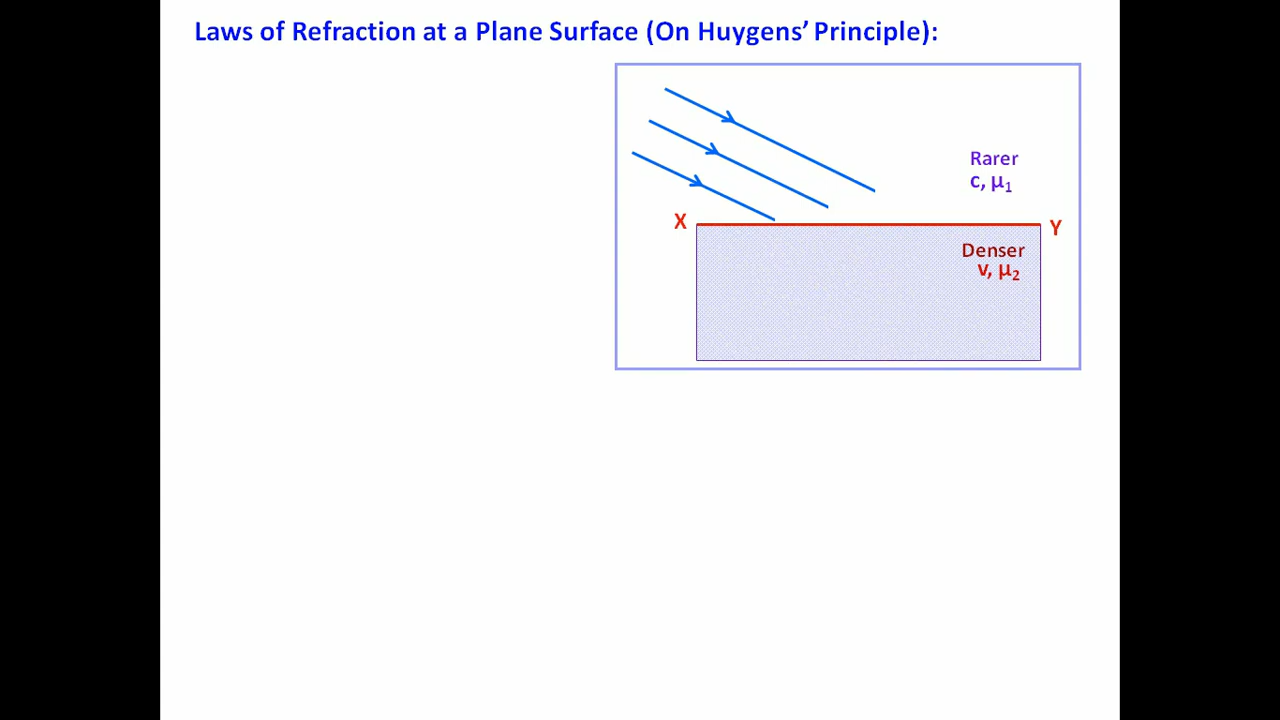 Laws of Refraction at a Plane Surface (On Huygens’ Principle):
Rarer
c, μ₁
X
Y
Denser
v, μ₂